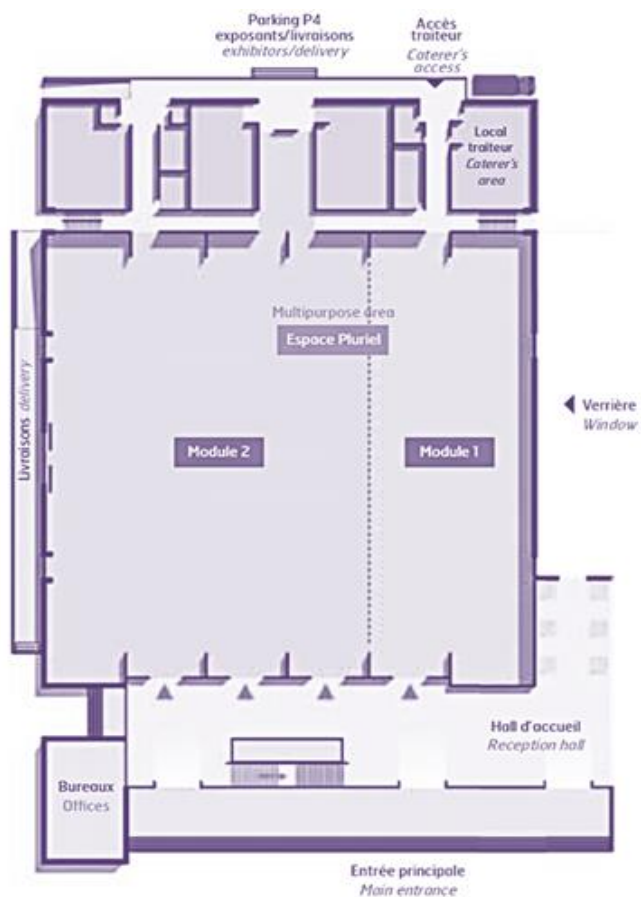 Parking P4
exposants/livraisons
exhibitors/delivery
Accès
traiteur
Caterer's
access
Local
traiteur
Caterer's
area
Multipurpose area
Espace Pluriel
Livraisons delivery
Verrière
Window
Module 2
Module 1
Hall d'accueil
Reception hall
Bureaux
Offices
Entrée principale
Main entrance